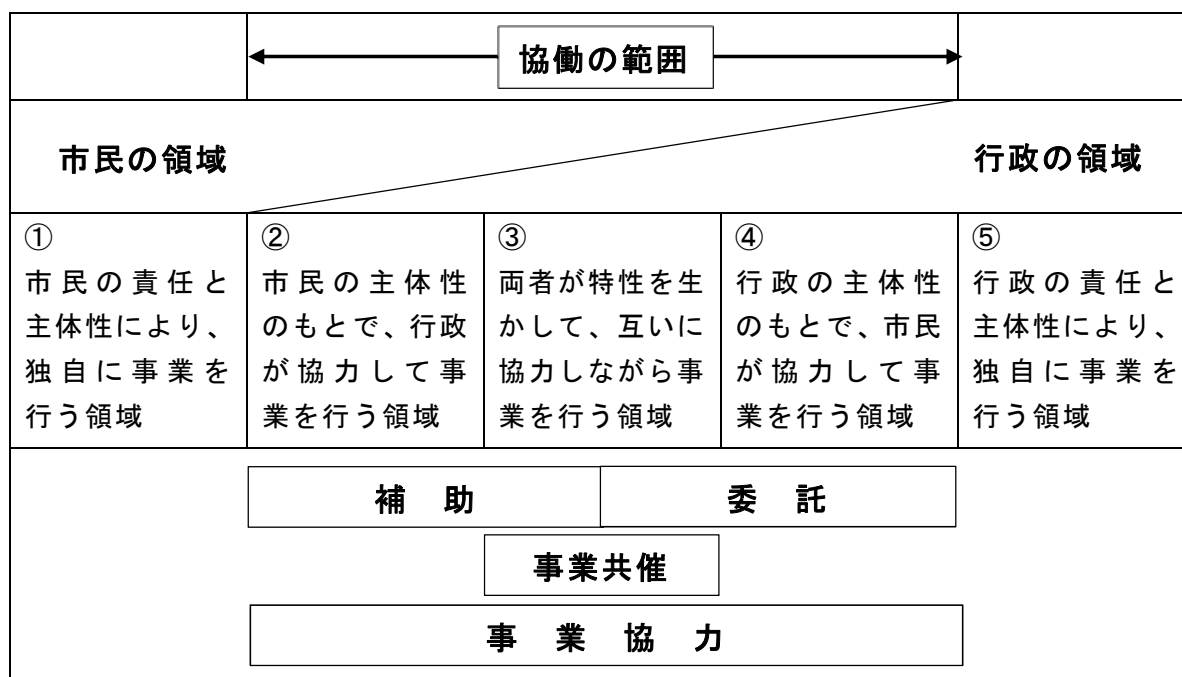 協働の範囲
市民の領域
行政の領域
①
市民の責任と
主体性により、
独自に事業を
行う領域
②
市民の主体性
のもとで、行政
が協力して事
業を行う領域
③
両者が特性を生
かして、互いに
協力しながら事
業を行う領域
④
行政の主体性
のもとで、市民
が協力して事
業を行う領域
⑤
行政の責任と
主体性により、
独自に事業を
行う領域
補 助
委 託
事業共催
事 業 協 力